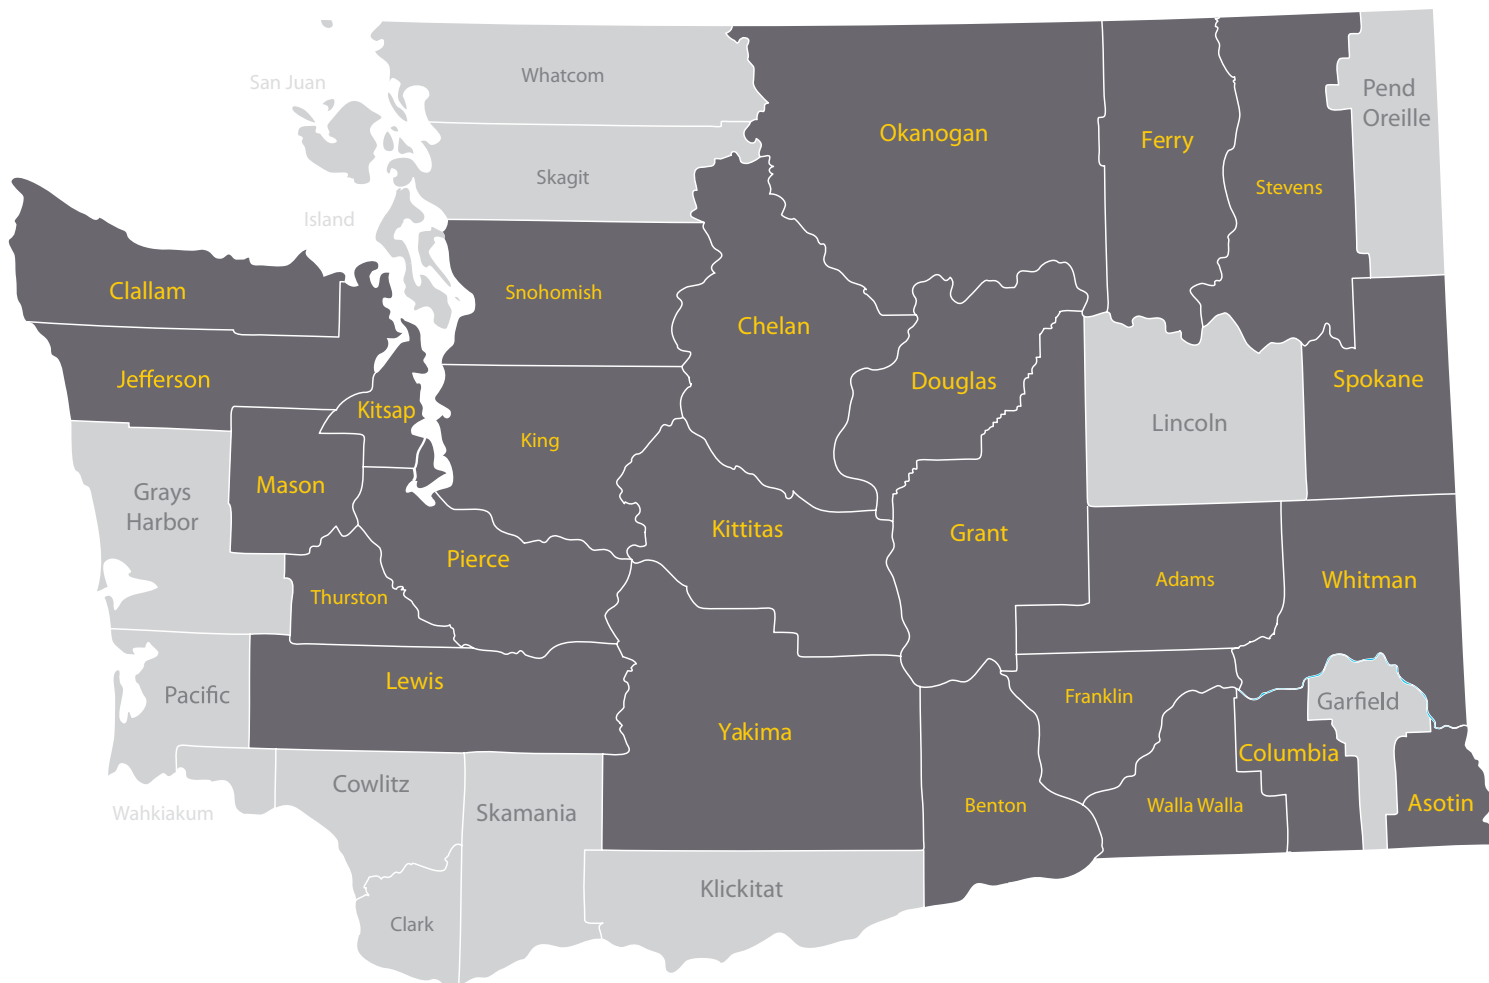 Whatcom
San Juan
Pend
Oreille
Okanogan
Ferry
Skagit
Stevens
Island
Clallam
Snohomish
Chelan
Jefferson
Douglas
Spokane
Kitsap
Lincoln
King
Mason
Grays
Harbor
Kittitas
Grant
Pierce
Adams
Whitman
Thurston
Lewis
Pacific
Franklin
Garfield
Yakima
Columbia
Cowlitz
Wahkiakum
Skamania
Benton
Walla Walla
Asotin
Klickitat
Clark